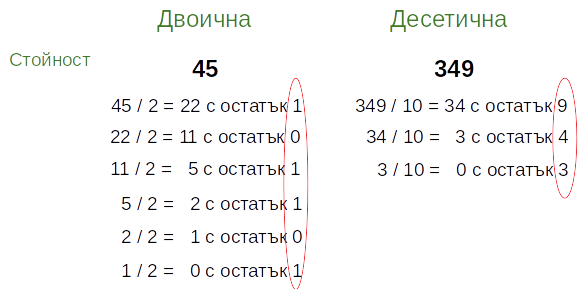 Двоична Десетична
Стойност 45 349
45 / 2 = 22 с остатък 1 349 / 10 = 34 с остатък 9
22 / 2 = 11 с остатък 0 34 / 10 = 3 с остатък 4
11 / 2 = 5 с остатък 1 3 / 10 = 0 с остатък 3
5 / 2 = 2 с остатък 1
2 / 2 = 1 с остатък 0
1 / 2 = 0 с остатък 1